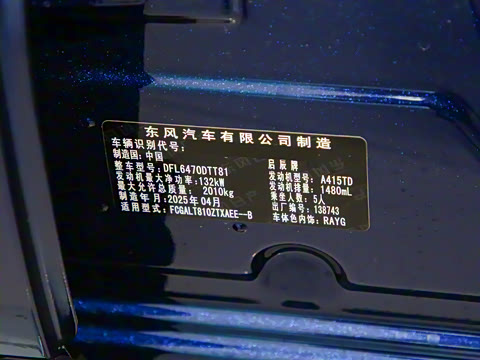 东风汽车有限公司制造
车辆识别代号：
制造国：中国 启辰牌
整车型号：DFL6470DTT81 发动机型号：A415TD
发动机最大净功率：132kW 发动机排量：1480mL
最大允许总质量：2010kg 乘坐人数：5人
制造年月：2025年04月 出厂编号：138743
适用型式：FCGALT810ZTXAEE--B 车体色内饰：RAYG